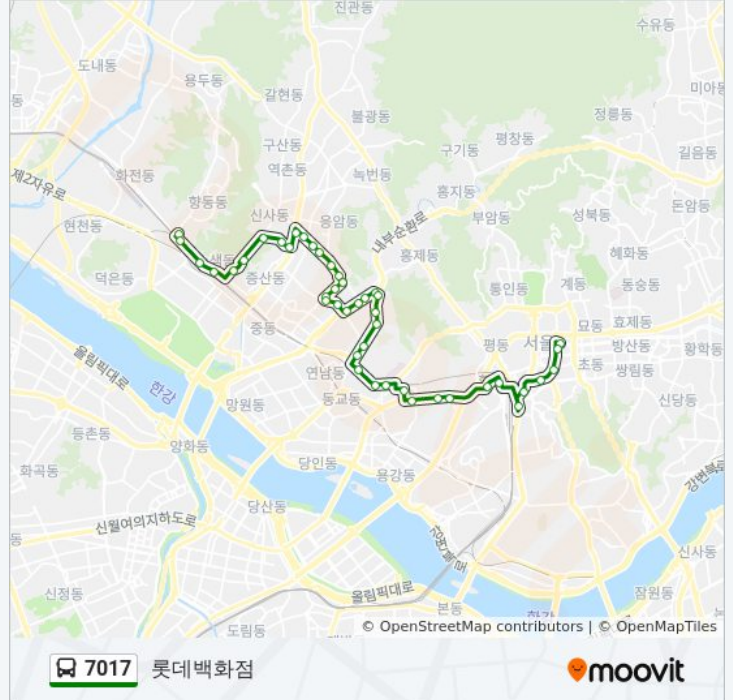 진관동
수유동
도내동
용두동
갈현동
미아동
동
불광동
정릉동
구산동
평창동
구기동
길음동
화전동
역촌동
녹번동
제2자유로
홍지동
향동동
돈암동
현천동
신사동
응암동
내부순환로
부암동
성북동
홍제동
혜화동
덕은동
증산동
계동
동숭동
통인동
중동
묘동
효제동
평동
서울
방산동
황학동
올림픽대로
연남동
초동
쌍림동
한강
망원동
동교동
신당동
등촌동
양화동
당인동
화곡동
용강동
강변북로
당산동
신월여의지하도로
동
강변북로
신사동
신정동
올림픽대로
본동
한강
잠원동
도림동
© OpenStreetMap contributors | © OpenMapTiles
7017 롯데백화점
moovit